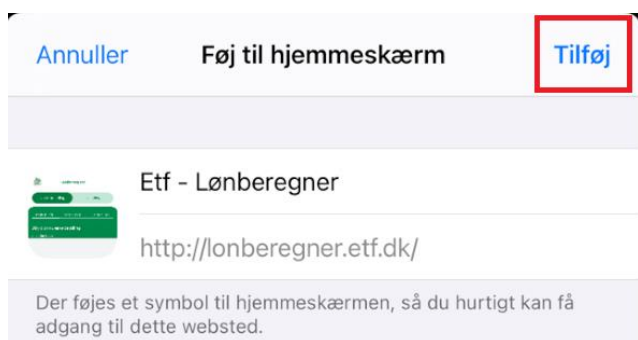 Annuller Føj til hjemmeskærm Tilføj
Etf - Lønberegner
http://lonberegner.etf.dk/
Der føjes et symbol til hjemmeskærmen, så du hurtigt kan få
adgang til dette websted.